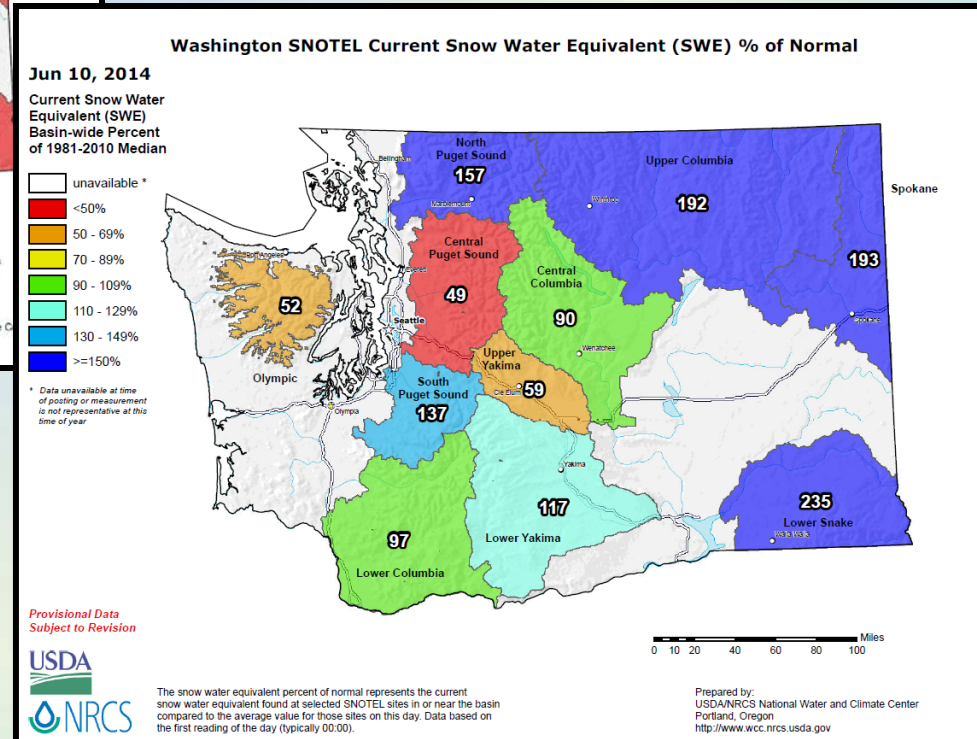 Washington SNOTEL Current Snow Water Equivalent (SWE) % of Normal
Jun 10, 2014
Current Snow Water
Equivalent (SWE)
Basin-wide Percent
of 1981-2010 Median
unavailable *
<50%
50 - 69%
70 - 89%
90 - 109%
110 - 129%
130 - 149%
>=150%
* Data unavailable at time
of posting or measurement
is not representative at this
time of year
Bellingham
North
Puget Sound
157
Marblemount
Upper Columbia
Winthrop
192
Spokane
193
Spokane
Port Angeles
52
Olympic
Everett
Central
Puget Sound
49
Seattle
Central
Columbia
90
Wenatchee
Upper
Yakima
Cle Elum
59
South
Puget Sound
137
Olympia
Yakima
117
Lower Yakima
97
Lower Columbia
235
Lower Snake
Walla Walla
Provisional Data
Subject to Revision
USDA
NRCS
Miles
0 10 20 40 60 80 100
The snow water equivalent percent of normal represents the current
snow water equivalent found at selected SNOTEL sites in or near the basin
compared to the average value for those sites on this day. Data based on
the first reading of the day (typically 00:00).
Prepared by:
USDA/NRCS National Water and Climate Center
Portland, Oregon
http://www.wcc.nrcs.usda.gov